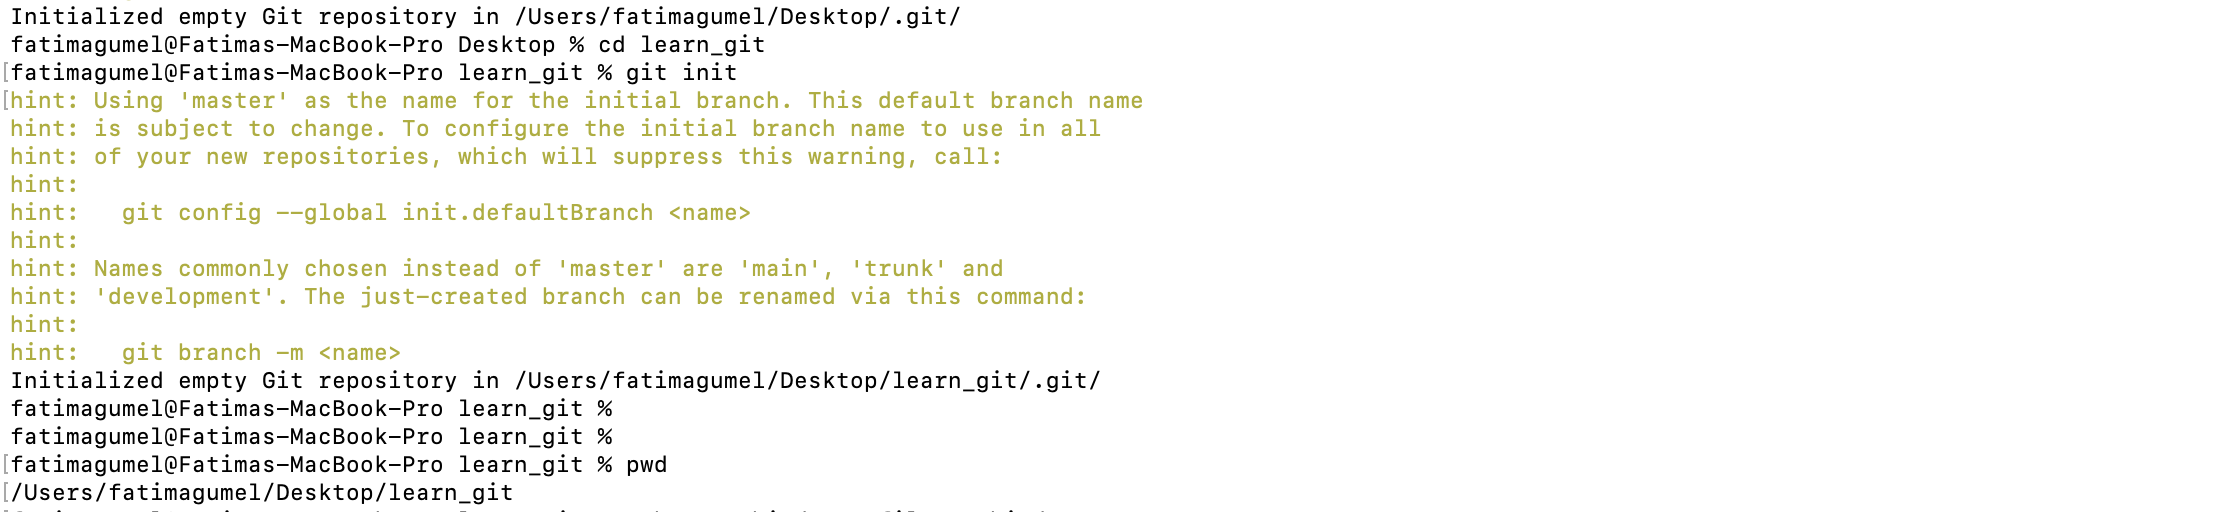 Initialized empty Git repository in /Users/fatimagumel/Desktop/.git/
fatimagumel@Fatimas-MacBook-Pro Desktop % cd learn_git
[fatimagumel@Fatimas-MacBook-Pro learn_git % git init
[hint: Using 'master' as the name for the initial branch. This default branch name
hint: is subject to change. To configure the initial branch name to use in all
hint: of your new repositories, which will suppress this warning, call:
hint:
hint:   git config --global init.defaultBranch <name>
hint:
hint: Names commonly chosen instead of 'master' are 'main', 'trunk' and
hint: 'development'. The just-created branch can be renamed via this command:
hint:
hint:   git branch -m <name>
Initialized empty Git repository in /Users/fatimagumel/Desktop/learn_git/.git/
fatimagumel@Fatimas-MacBook-Pro learn_git %
fatimagumel@Fatimas-MacBook-Pro learn_git %
[fatimagumel@Fatimas-MacBook-Pro learn_git % pwd
[/Users/fatimagumel/Desktop/learn_git